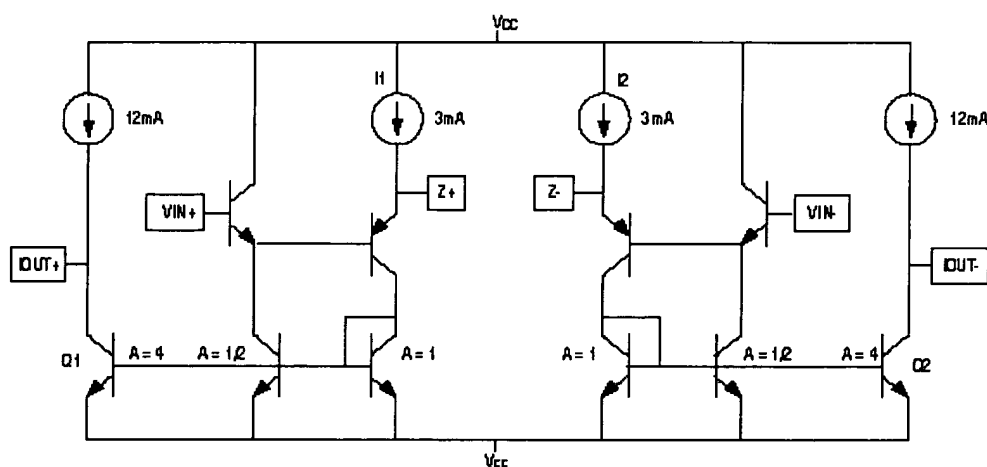 VCC
I1 I2
12mA 3mA 3mA 12mA
Z+ Z-
VIN+ VIN-
IOUT+ IOUT-
Q1 A=4 A=1/2 A=1 A=1 A=1/2 A=4 Q2
VEE